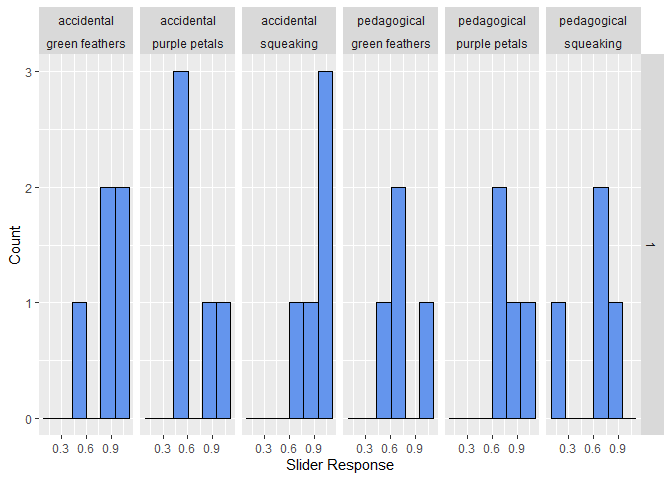 accidental accidental accidental pedagogical pedagogical pedagogical
green feathers purple petals squeaking green feathers purple petals squeaking
3
2
1
0
Count
1
0.3 0.6 0.9 0.3 0.6 0.9 0.3 0.6 0.9 0.3 0.6 0.9 0.3 0.6 0.9 0.3 0.6 0.9
Slider Response